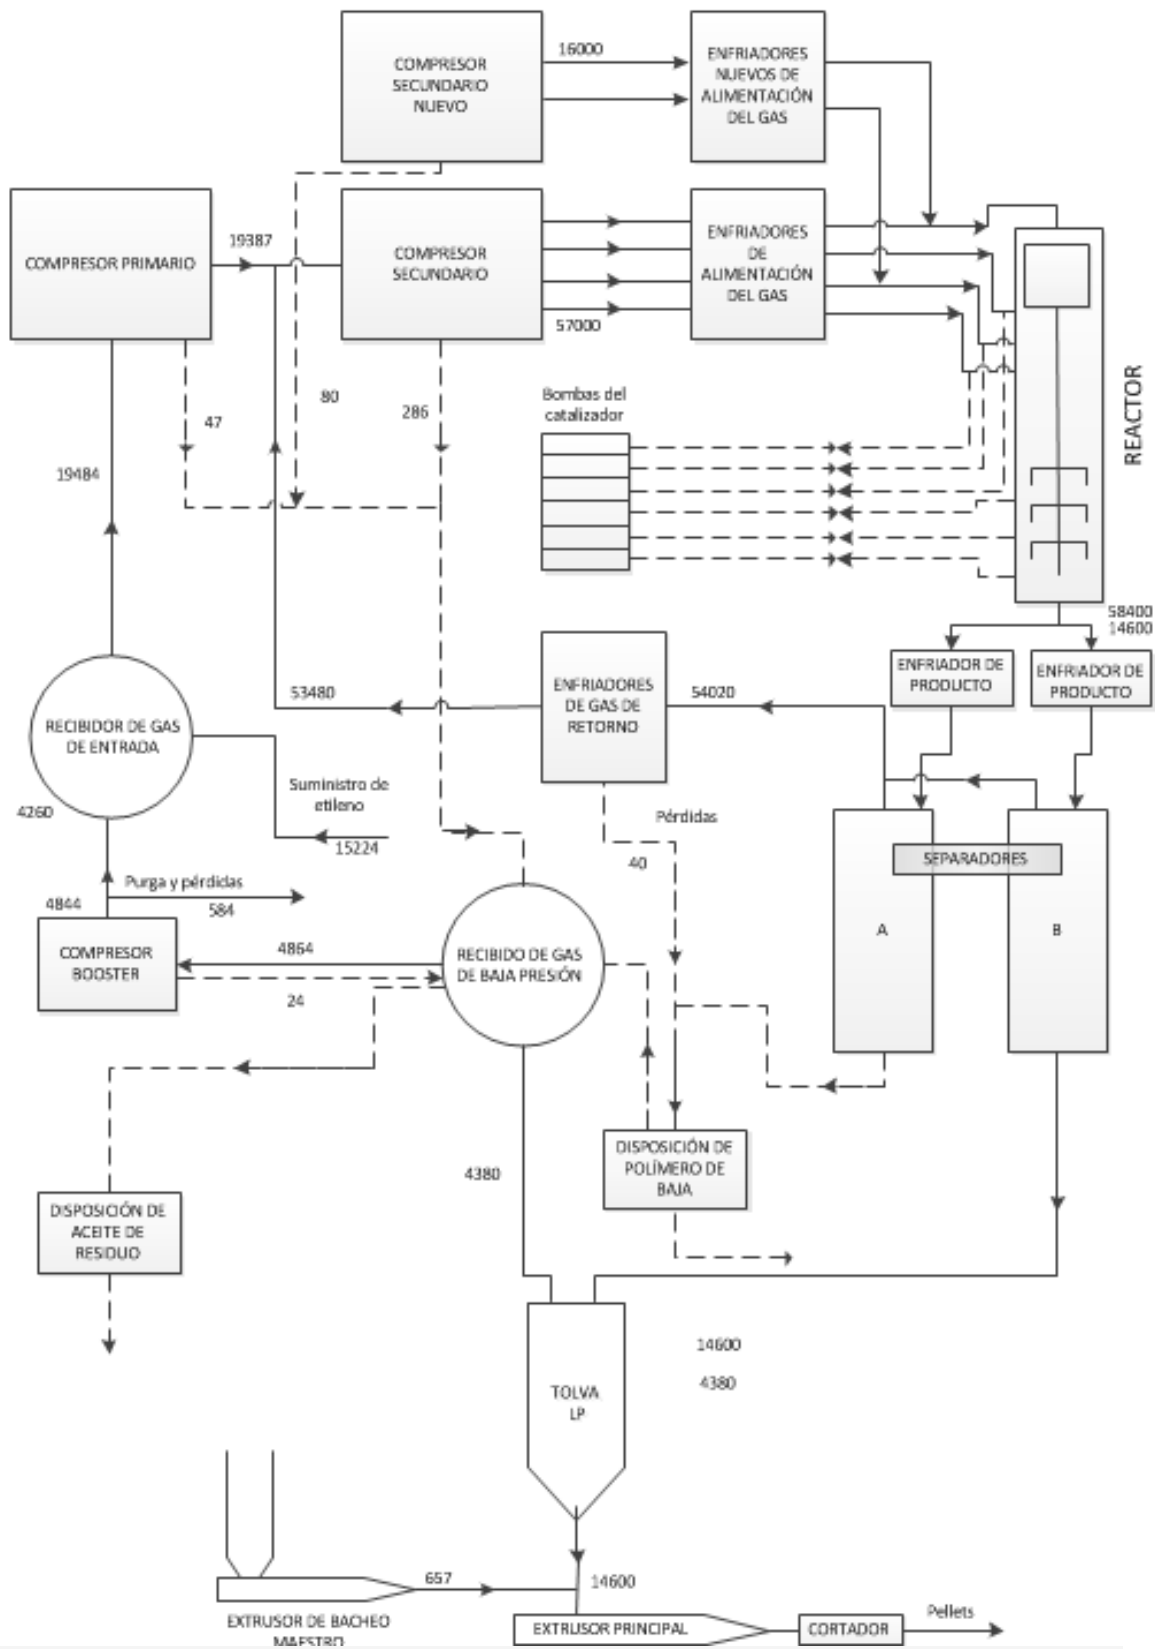 COMPRESOR
SECUNDARIO
NUEVO
16000
ENFRIADORES
NUEVOS DE
ALIMENTACIÓN
DEL GAS
COMPRESOR PRIMARIO
19387
COMPRESOR
SECUNDARIO
57000
ENFRIADORES
DE
ALIMENTACIÓN
DEL GAS
REACTOR
47
80
286
Bombas del
catalizador
19484
58400
14600
ENFRIADOR DE
PRODUCTO
ENFRIADOR DE
PRODUCTO
RECIBIDOR DE GAS
DE ENTRADA
53480
ENFRIADORES
DE GAS DE
RETORNO
54020
4260
Suministro de
etileno
15224
Pérdidas
40
SEPARADORES
A
B
Purga y pérdidas
584
4844
COMPRESOR
BOOSTER
4864
24
RECIBIDO DE GAS
DE BAJA PRESIÓN
4380
DISPOSICIÓN DE
POLÍMERO DE
BAJA
DISPOSICIÓN DE
ACEITE DE
RESIDUO
TOLVA
LP
14600
4380
657
14600
EXTRUSOR DE BACHEO
MAESTRO
EXTRUSOR PRINCIPAL
CORTADOR
Pellets